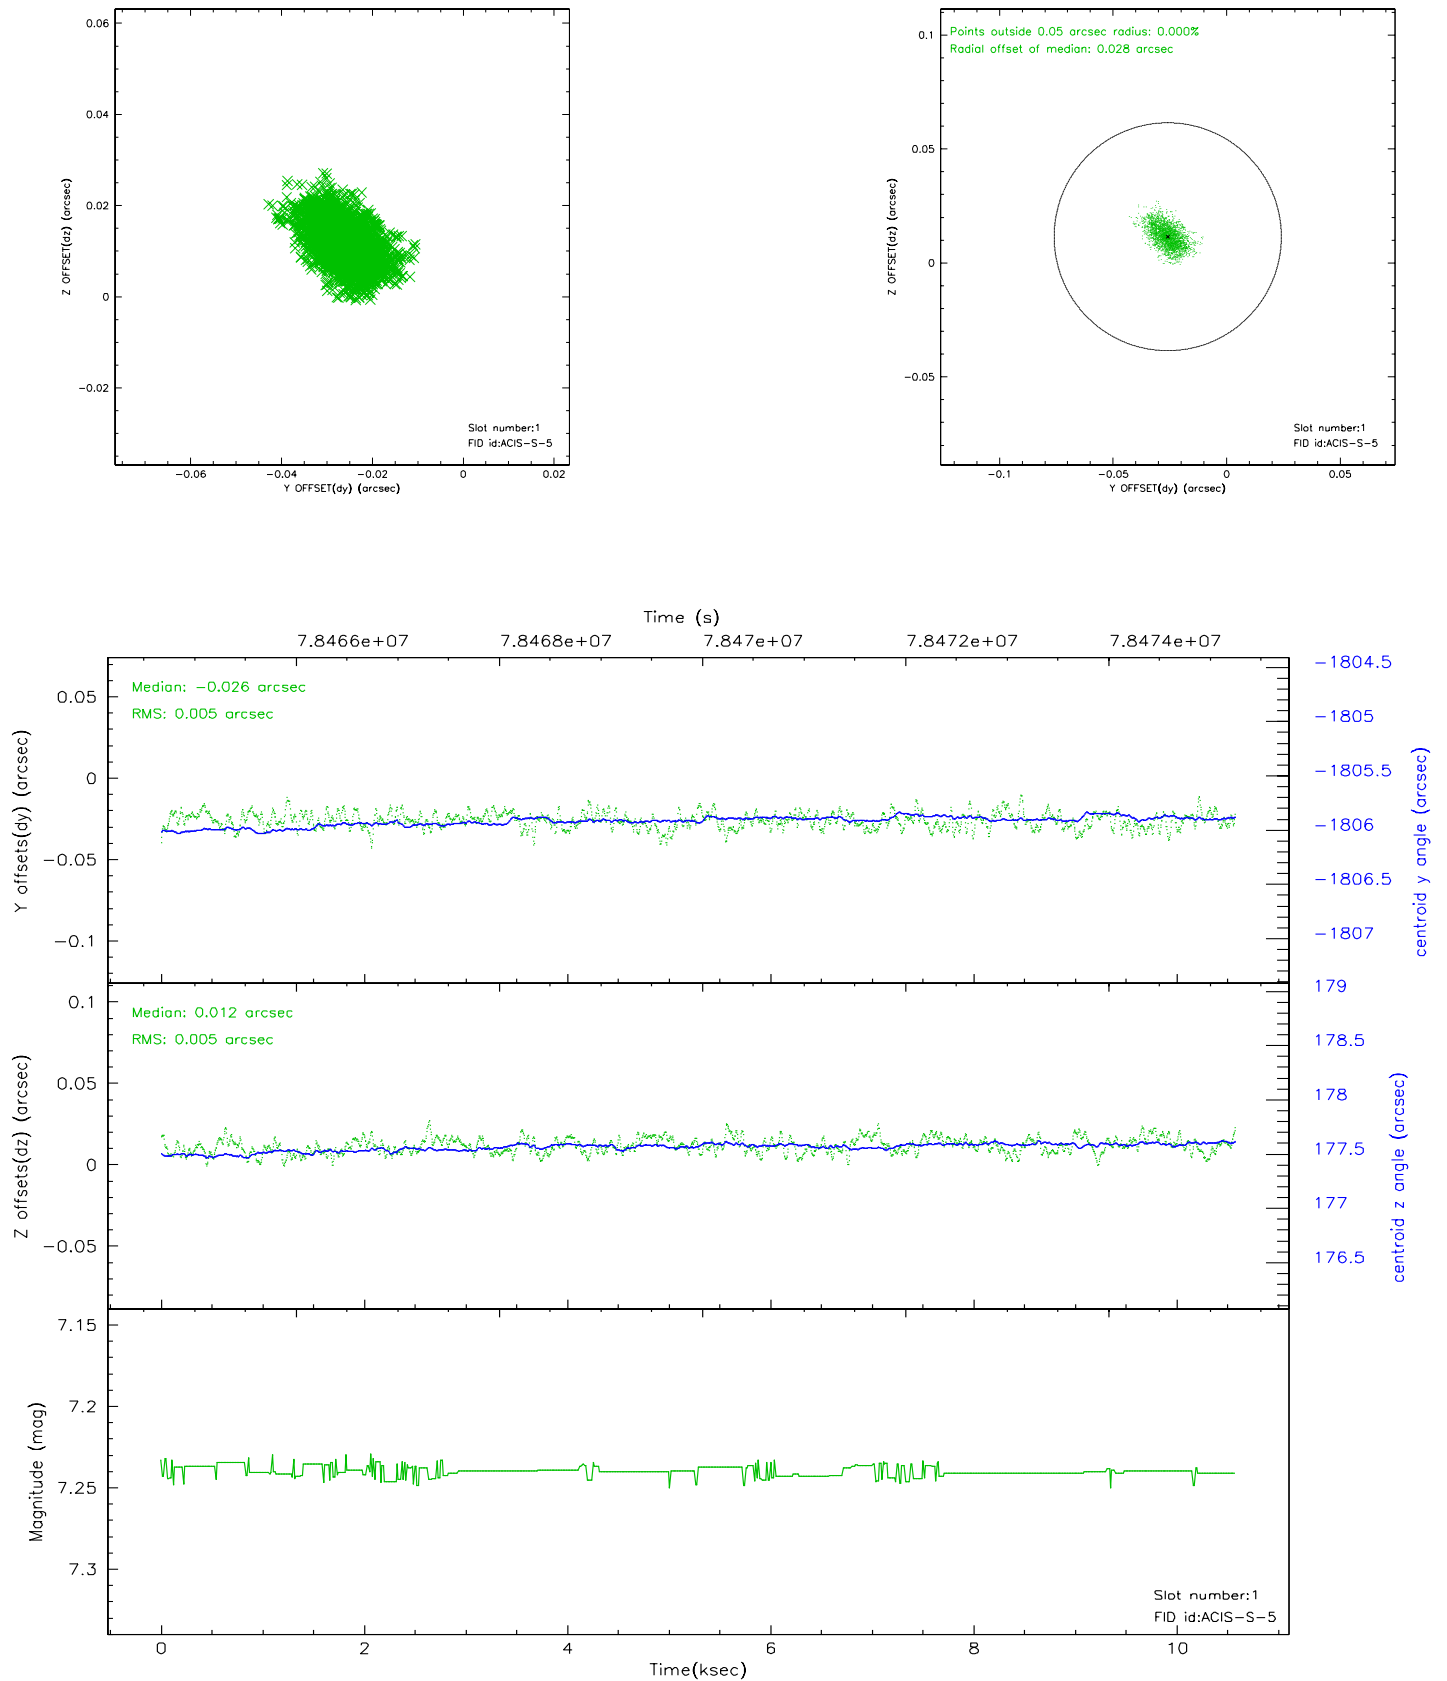 0.06
0.04
0.02
0
−0.02
Z OFFSET(dz) (arcsec)
Slot number:1
FID id:ACIS−S−5
−0.06 −0.04 −0.02 0 0.02
Y OFFSET(dy) (arcsec)
Points outside 0.05 arcsec radius: 0.000%
Radial offset of median: 0.028 arcsec
0.1
0.05
0
−0.05
Z OFFSET(dz) (arcsec)
Slot number:1
FID id:ACIS−S−5
−0.1 −0.05 0 0.05
Y OFFSET(dy) (arcsec)
Time (s)
7.8466e+07 7.8468e+07 7.847e+07 7.8472e+07 7.8474e+07
Median: −0.026 arcsec
RMS: 0.005 arcsec
0.05
0
−0.05
−0.1
Y offsets(dy) (arcsec)
−1804.5
−1805
−1805.5
−1806
−1806.5
−1807
centroid y angle (arcsec)
Median: 0.012 arcsec
RMS: 0.005 arcsec
0.1
0.05
0
−0.05
Z offsets(dz) (arcsec)
179
178.5
178
177.5
177
176.5
centroid z angle (arcsec)
7.15
7.2
7.25
7.3
Magnitude (mag)
Slot number:1
FID id:ACIS−S−5
0 2 4 6 8 10
Time(ksec)